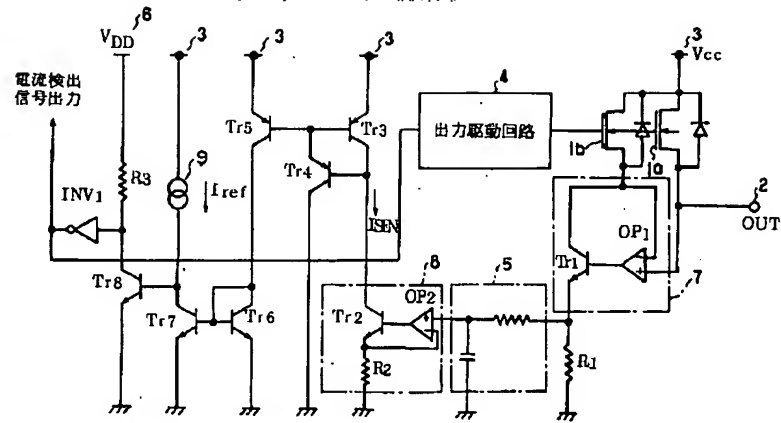 6
VDD
3
3
3
3
Vcc
電流検出
信号出力
4
出力駆動回路
Tr5
Tr3
Tr4
1b
1a
9
R3
Iref
INV1
ISEN
2
OUT
OP1
Tr1
7
8
5
OP2
Tr8
Tr7
Tr6
Tr2
R2
R1